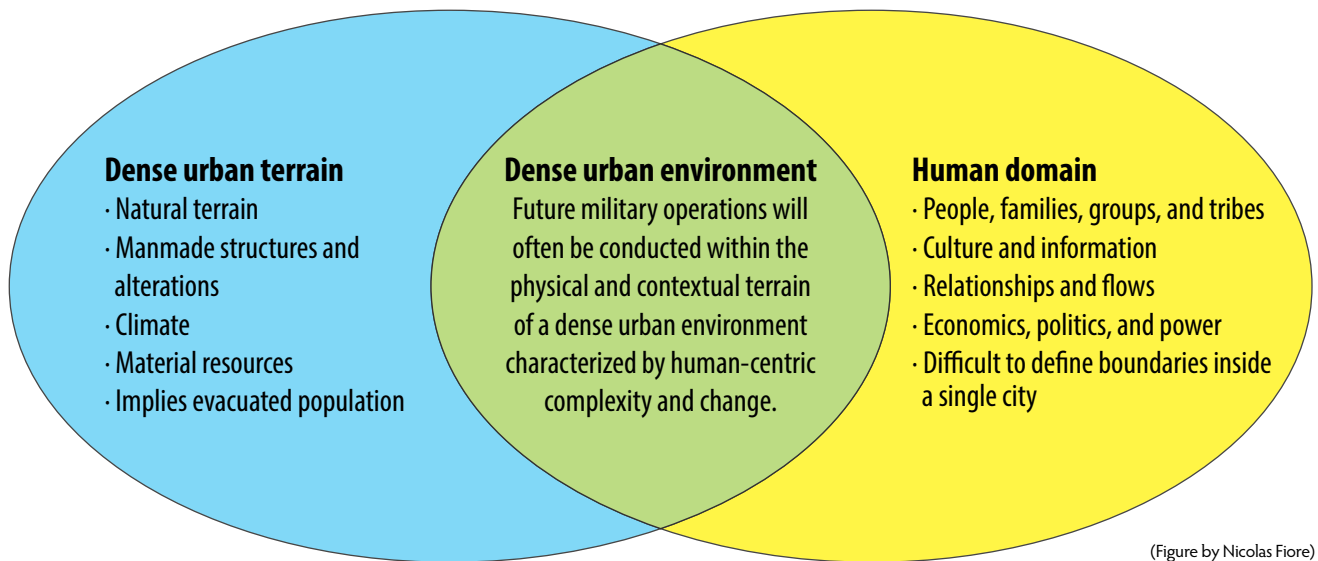 Dense urban terrain
· Natural terrain
· Manmade structures and
alterations
· Climate
· Material resources
· Implies evacuated population
Dense urban environment
Future military operations will
often be conducted within the
physical and contextual terrain
of a dense urban environment
characterized by human-centric
complexity and change.
Human domain
· People, families, groups, and tribes
· Culture and information
· Relationships and flows
· Economics, politics, and power
· Difficult to define boundaries inside
a single city
(Figure by Nicolas Fiore)